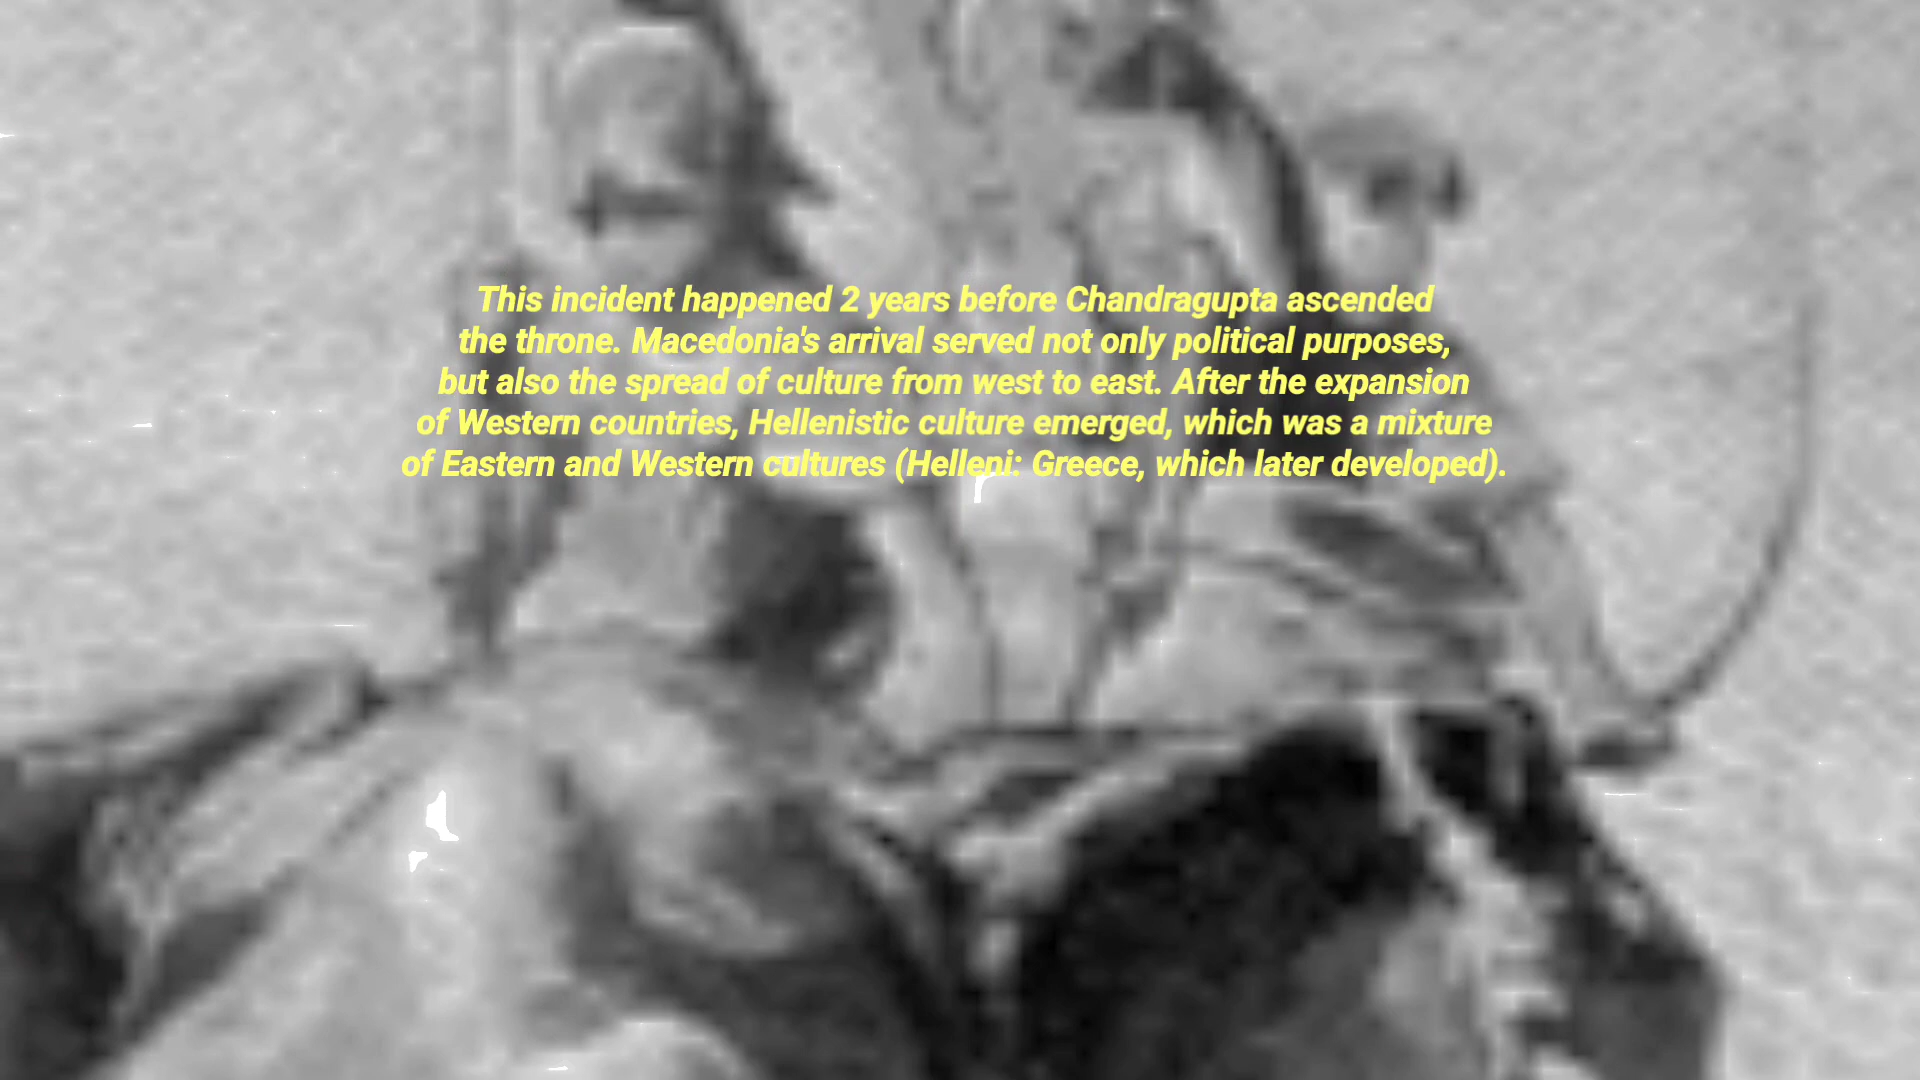 This incident happened 2 years before Chandragupta ascended
the throne. Macedonia's arrival served not only political purposes,
but also the spread of culture from west to east. After the expansion
of Western countries, Hellenistic culture emerged, which was a mixture
of Eastern and Western cultures (Helleni: Greece, which later developed).